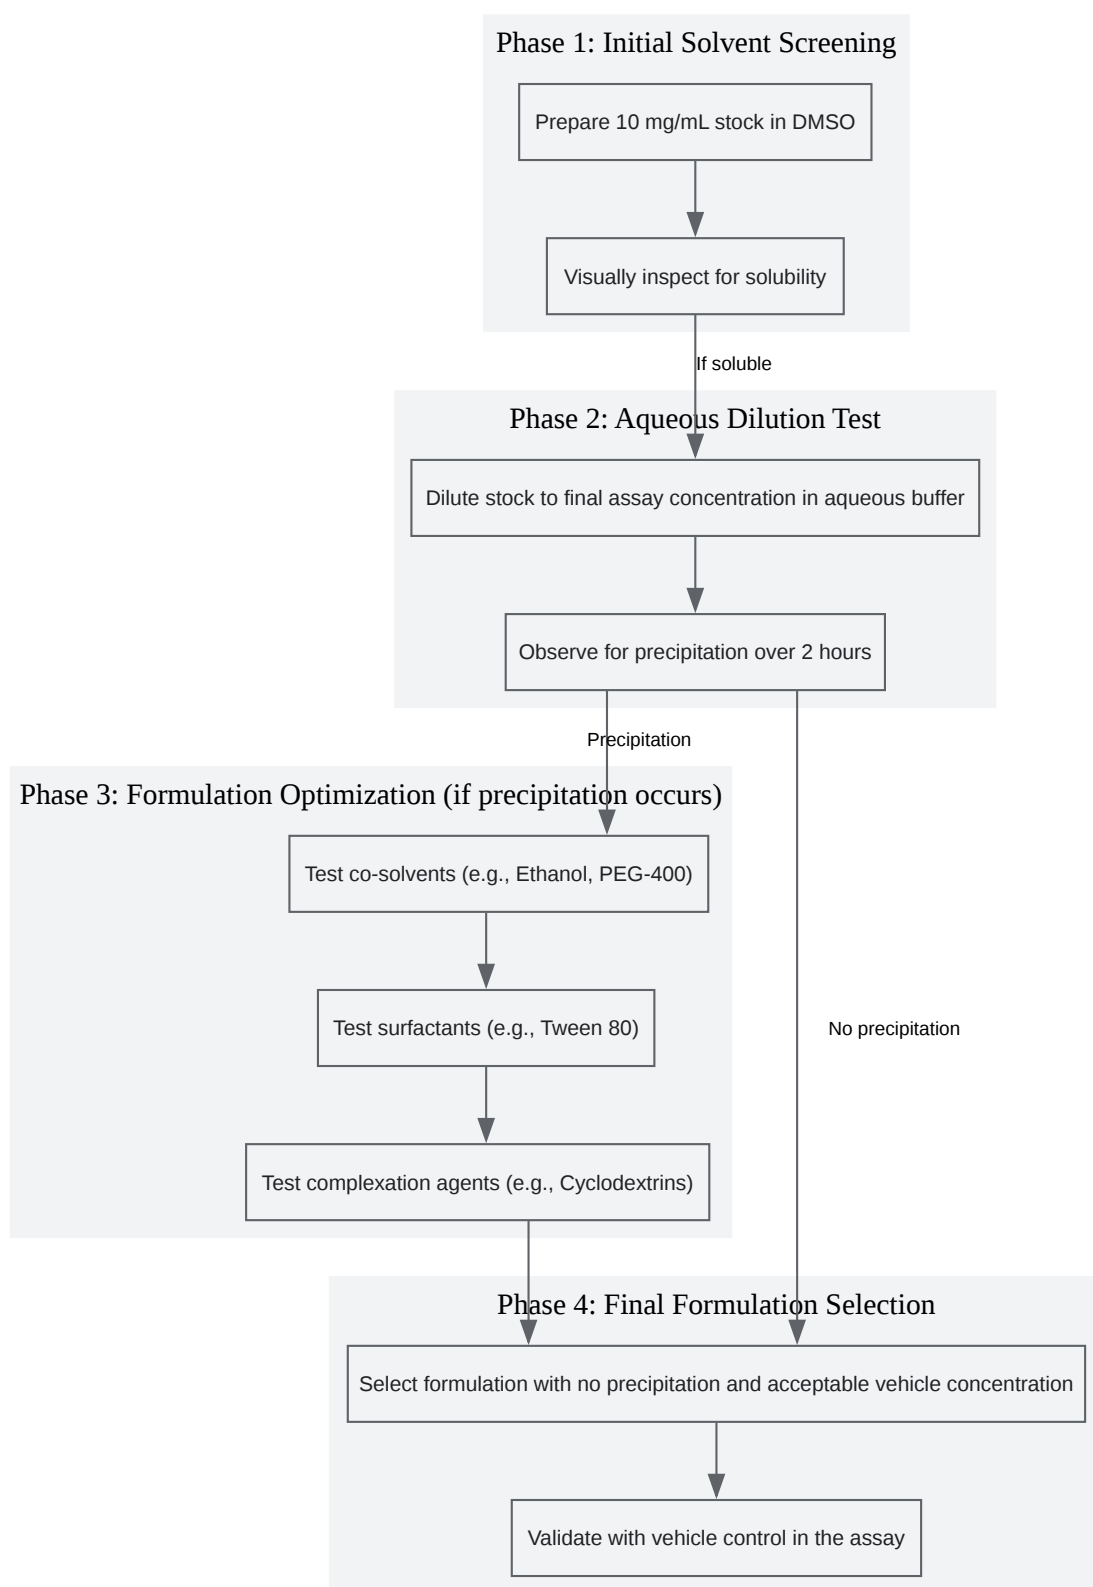 Phase 1: Initial Solvent Screening
Prepare 10 mg/mL stock in DMSO
Visually inspect for solubility
If soluble
Phase 2: Aqueous Dilution Test
Dilute stock to final assay concentration in aqueous buffer
Observe for precipitation over 2 hours
Precipitation
Phase 3: Formulation Optimization (if precipitation occurs)
Test co-solvents (e.g., Ethanol, PEG-400)
Test surfactants (e.g., Tween 80)
No precipitation
Test complexation agents (e.g., Cyclodextrins)
Phase 4: Final Formulation Selection
Select formulation with no precipitation and acceptable vehicle concentration
Validate with vehicle control in the assay